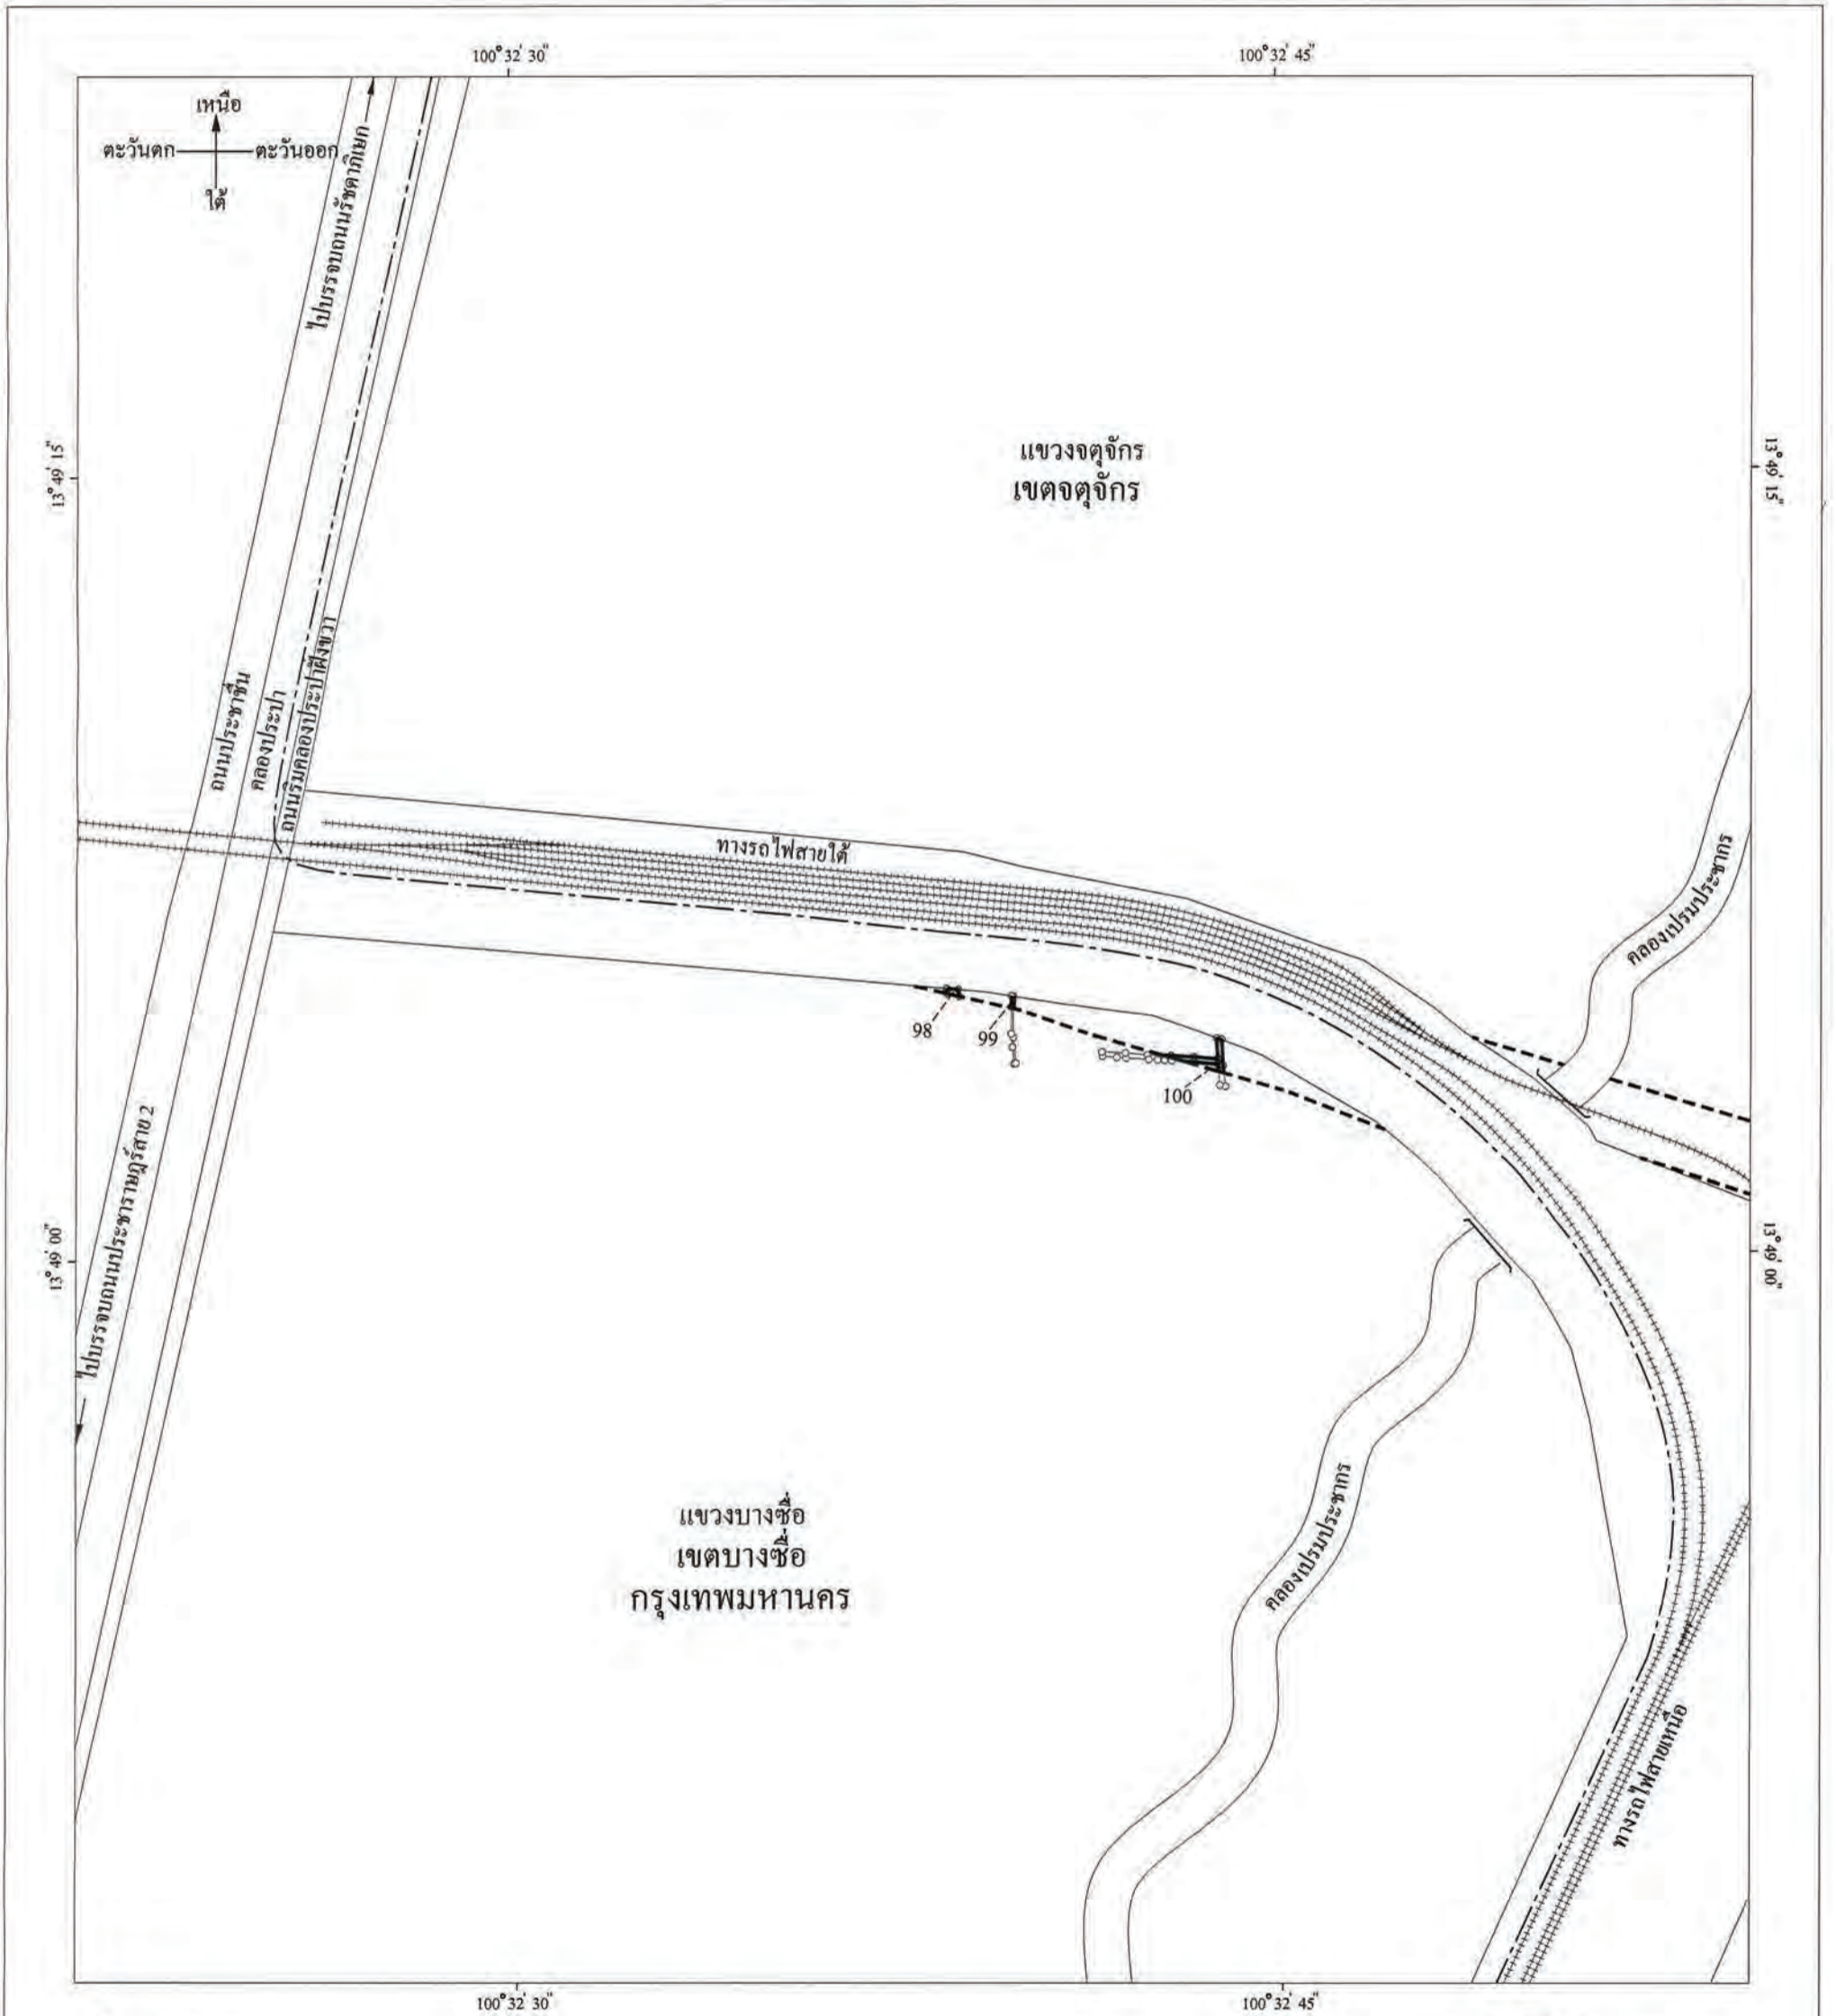 100° 32' 30"
100° 32' 45"
เหนือ
ตะวันตก
ตะวันออก
ใต้
ไปบรรจบถนนรัชดาภิเษก
13° 49' 15"
13° 49' 15"
แขวงจตุจักร
เขตจตุจักร
ถนนประชาชื่น
คลองประปา
ถนนริมคลองประปาฝั่งขวา
ทางรถไฟสายใต้
คลองเปรมประชากร
98
99
100
ไปบรรจบถนนประชาราษฎร์สาย 2
13° 49' 00"
13° 49' 00"
แขวงบางซื่อ
เขตบางซื่อ
กรุงเทพมหานคร
คลองเปรมประชากร
ทางรถไฟสายเหนือ
100° 32' 30"
100° 32' 45"